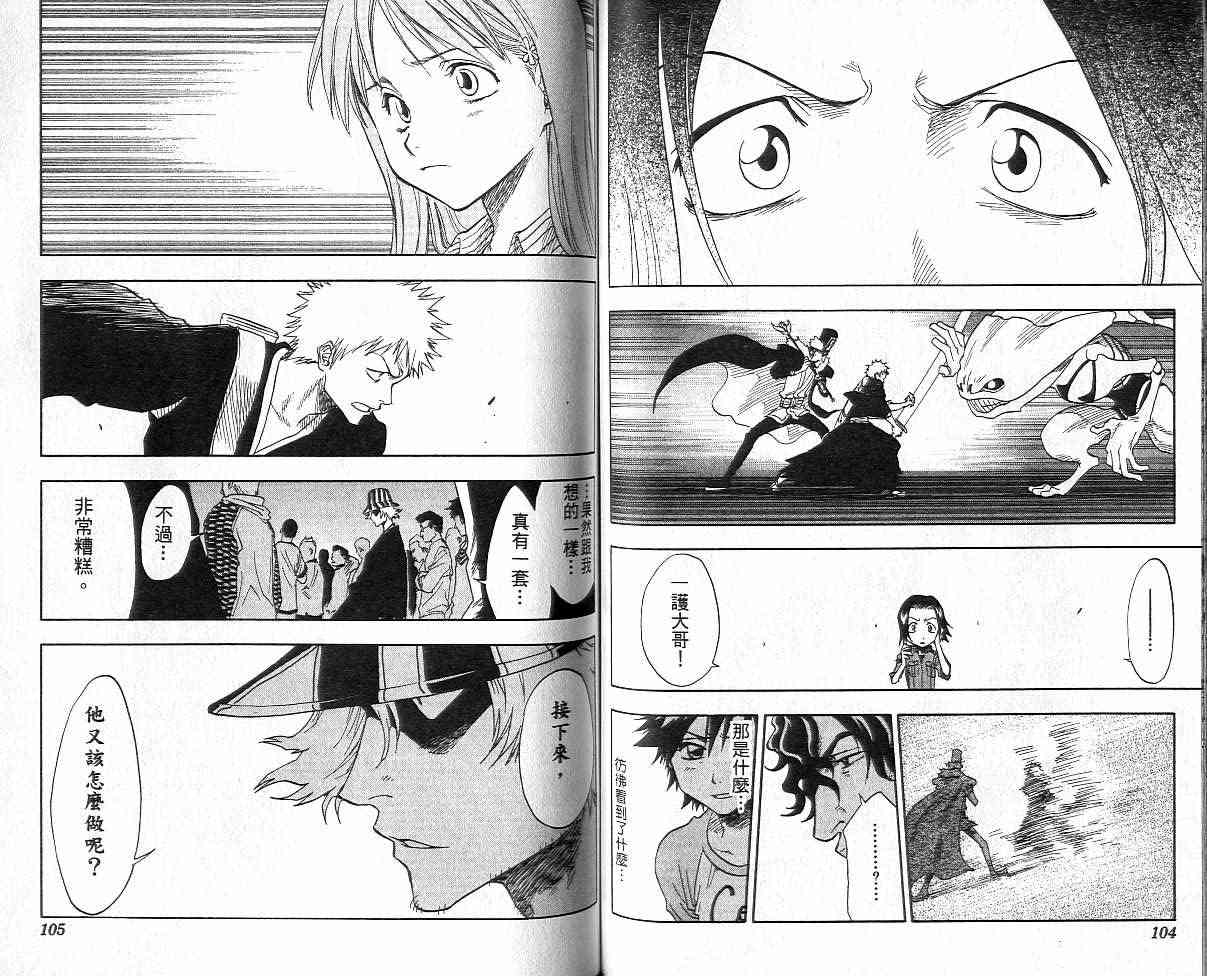 ——……
一護大哥！
………？……
那是什麼…
彷彿看到了什麼…
104
…果然跟我
想的一樣…
真有一套…
不過…
非常糟糕。
接下來，
他又該怎麼做呢？
105